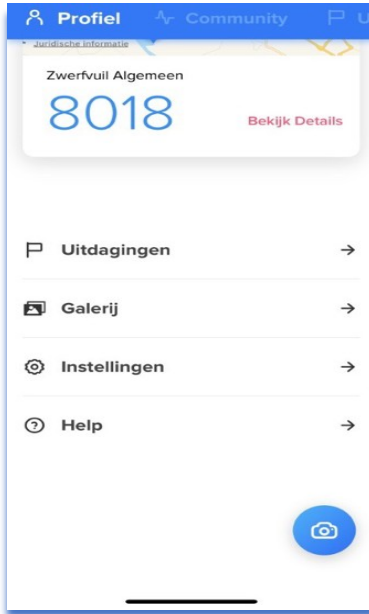 Profiel Community U
Juridische informatie
Zwerfvuil Algemeen
8018
Bekijk Details
Uitdagingen
Galerij
Instellingen
Help